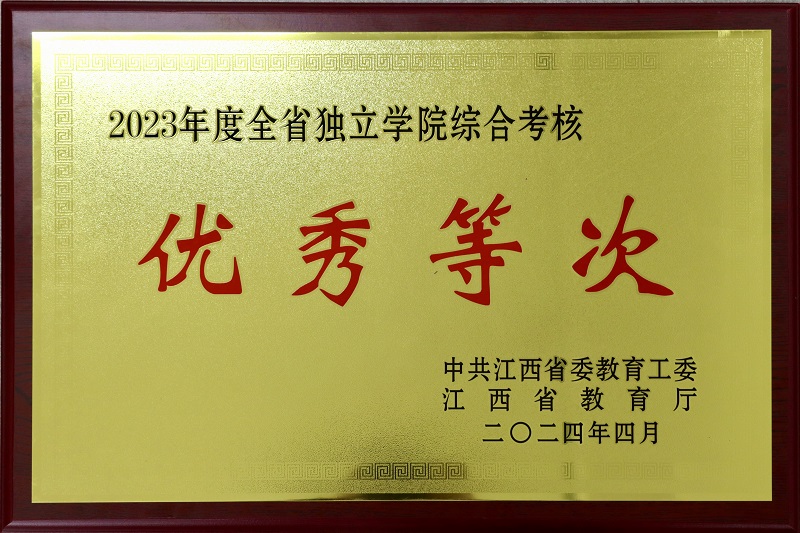 2023年度全省独立学院综合考核
优秀等次
中共江西省委教育工委
江西省教育厅
二〇二四年四月